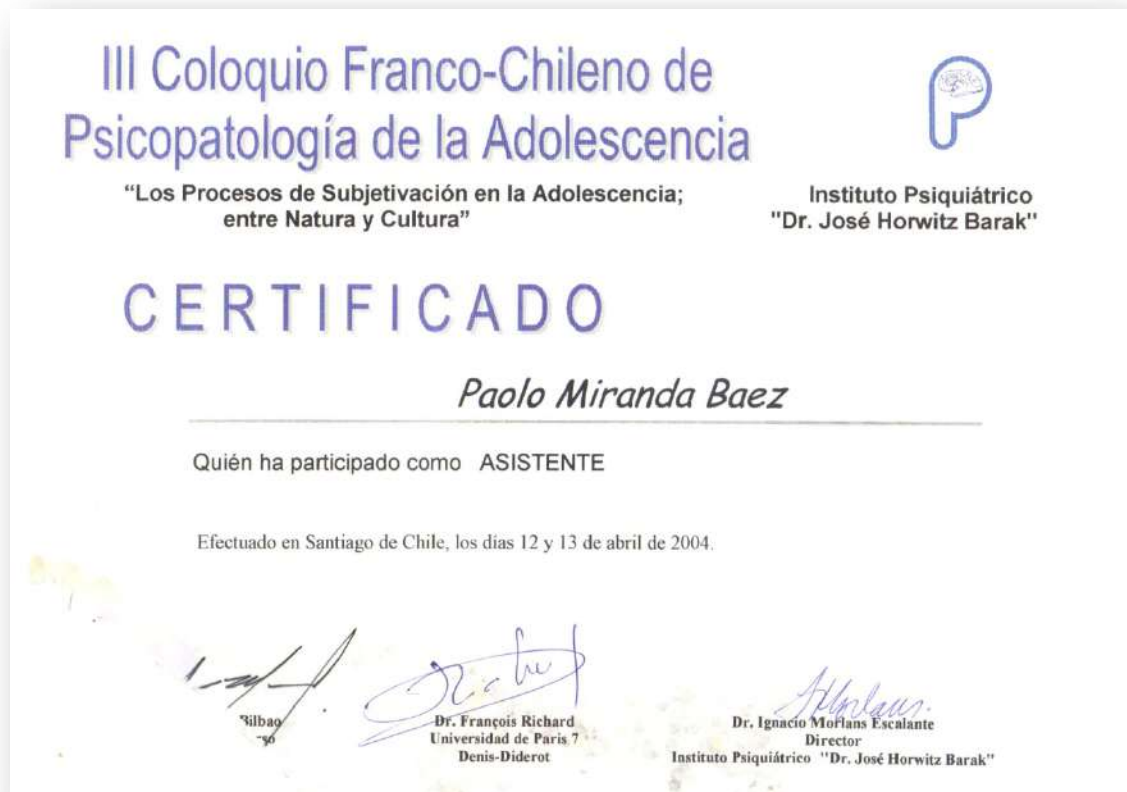 III Coloquio Franco-Chileno de
Psicopatología de la Adolescencia
"Los Procesos de Subjetivación en la Adolescencia;
entre Natura y Cultura"
Instituto Psiquiátrico
"Dr. José Horwitz Barak"
CERTIFICADO
Paolo Miranda Baez
Quién ha participado como ASISTENTE
Efectuado en Santiago de Chile, los días 12 y 13 de abril de 2004.
Bilbao
Dr. François Richard
Universidad de Paris 7
Denis-Diderot
Dr. Ignacio Morlans Escalante
Director
Instituto Psiquiátrico "Dr. José Horwitz Barak"